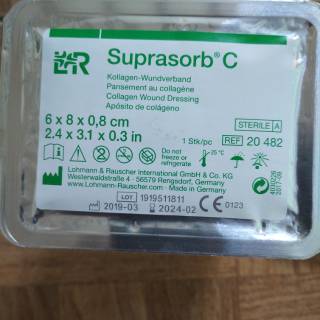 L&R Suprasorb® C
Kollagen-Wundverband
Pansement au collagène
Collagen Wound Dressing
Apósito de colágeno
6 x 8 x 0,8 cm
2.4 x 3.1 x 0.3 in
1 Stk/pc
STERILE A
REF 20 482
Do not freeze or refrigerate
25 °C
Lohmann & Rauscher International GmbH & Co. KG
Westerwaldstraße 4 - 56579 Rengsdorf, Germany
www.Lohmann-Rauscher.com, Made in Germany
LOT 1919511811
2019-03 2024-02 CE 0123